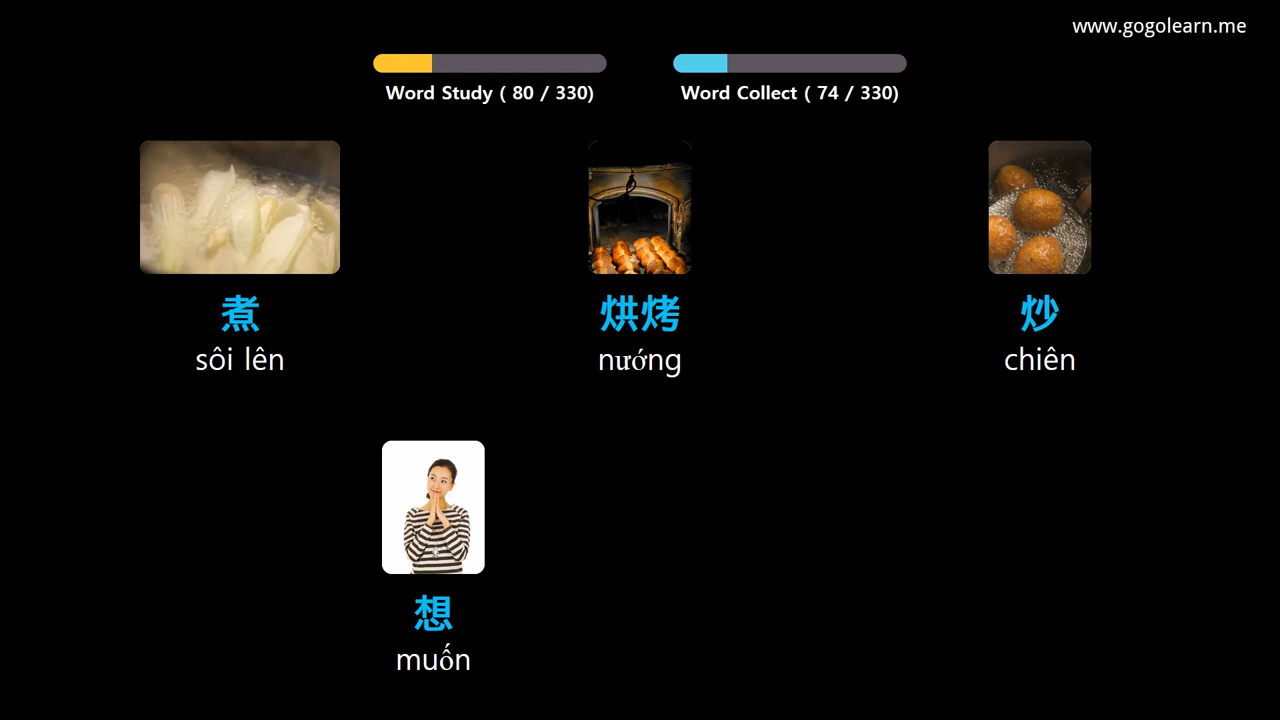 www.gogolearn.me
Word Study ( 80 / 330)
Word Collect ( 74 / 330)
煮
sôi lên
烘烤
nướng
炒
chiên
想
muốn